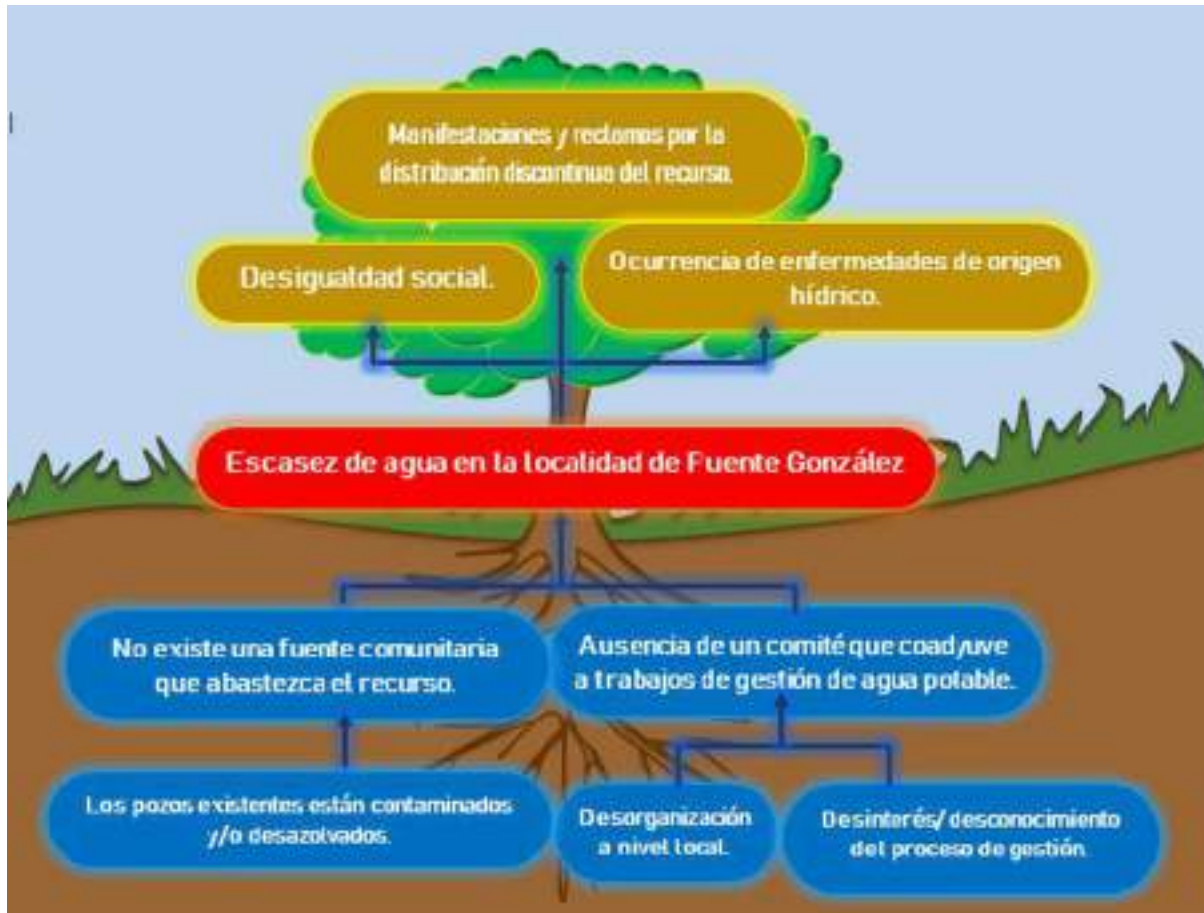 Manifestaciones y reclamos por la
distribución discontinua del recurso.
Desigualdad social.
Ocurrencia de enfermedades de origen
hídrico.
Escasez de agua en la localidad de Fuente González
No existe una fuente comunitaria
que abastezca el recurso.
Ausencia de un comité que coadyuve
a trabajos de gestión de agua potable.
Los pozos existentes están contaminados
y/o desazolvados.
Desorganización
a nivel local.
Desinterés/ desconocimiento
del proceso de gestión.